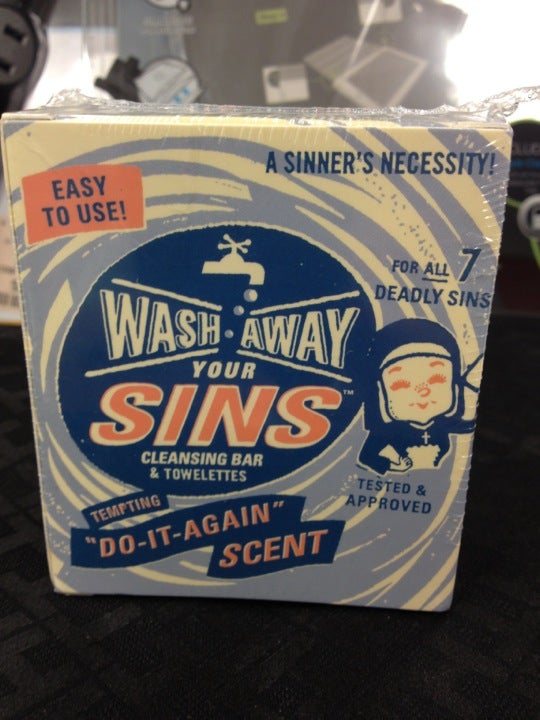 A SINNER'S NECESSITY!
EASY
TO USE!
FOR ALL 7
DEADLY SINS
WASH AWAY
YOUR
SINS™
CLEANSING BAR
& TOWELETTES
TESTED &
APPROVED
TEMPTING
"DO-IT-AGAIN"
SCENT